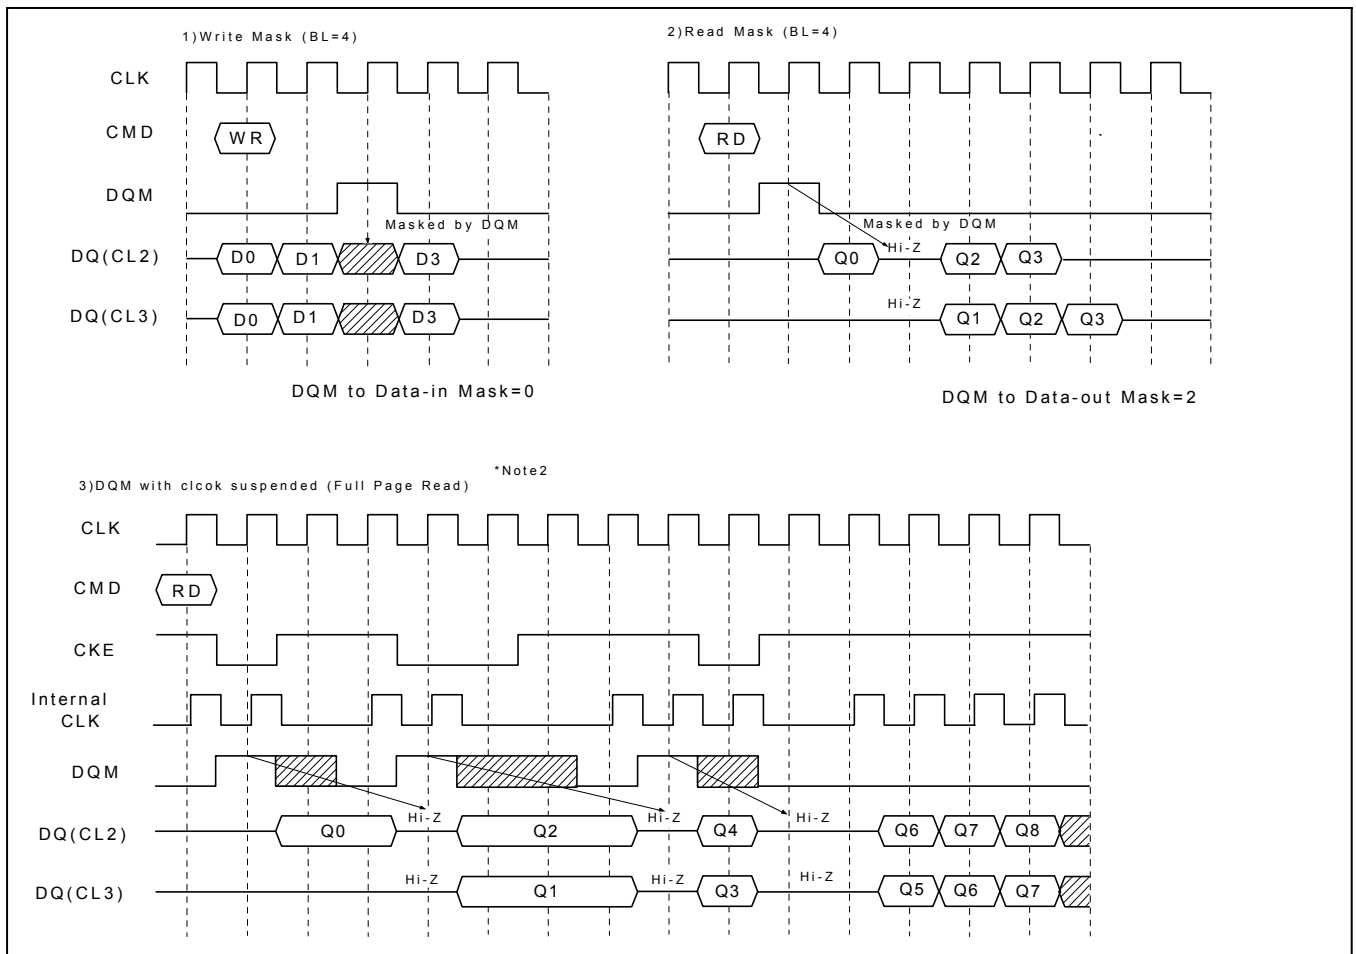 1)Write Mask (BL=4)
CLK
CMD WR
DQM
Masked by DQM
DQ(CL2) D0 D1 D3
DQ(CL3) D0 D1 D3
DQM to Data-in Mask=0
2)Read Mask (BL=4)
RD
Masked by DQM
Q0 Hi-Z Q2 Q3
Hi-Z Q1 Q2 Q3
DQM to Data-out Mask=2
*Note2
3)DQM with clcok suspended (Full Page Read)
CLK
CMD RD
CKE
Internal
CLK
DQM
DQ(CL2) Q0 Hi-Z Q2 Hi-Z Q4 Hi-Z Q6 Q7 Q8
DQ(CL3) Hi-Z Q1 Hi-Z Q3 Hi-Z Q5 Q6 Q7